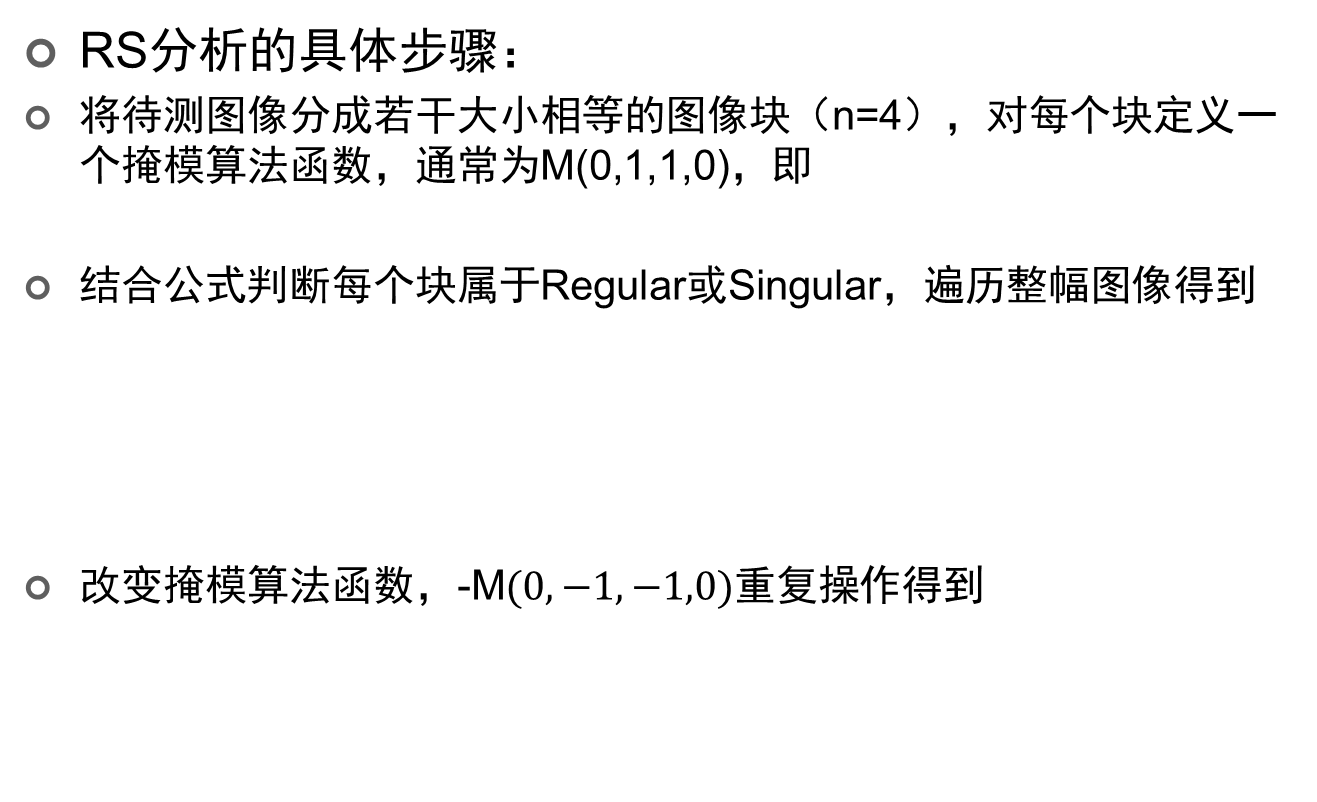 RS分析的具体步骤：
将待测图像分成若干大小相等的图像块（n=4），对每个块定义一
个掩模算法函数，通常为M(0,1,1,0)，即
结合公式判断每个块属于Regular或Singular，遍历整幅图像得到
改变掩模算法函数，-M(0, −1, −1,0)重复操作得到